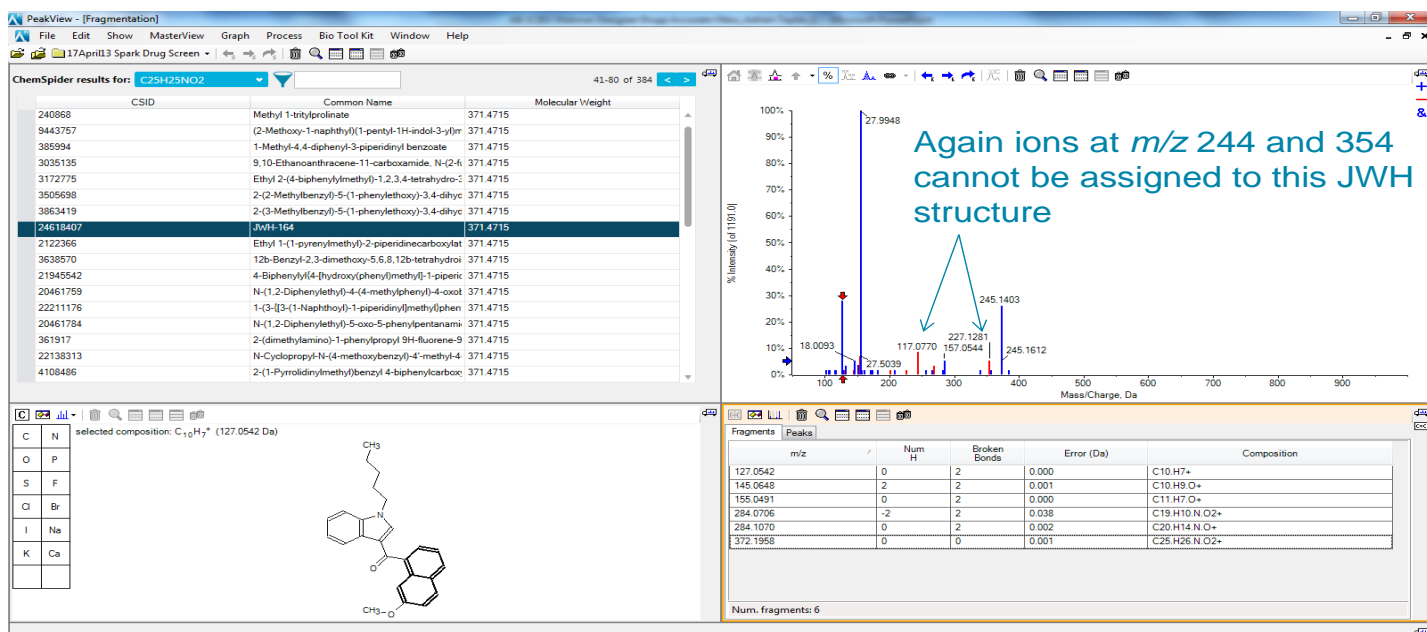 PeakView - [Fragmentation]
File Edit Show MasterView Graph Process Bio Tool Kit Window Help
17April13 Spark Drug Screen
ChemSpider results for: C25H25NO2 41-80 of 384 < >
CSID Common Name Molecular Weight
240868 Methyl 1-tritylprolinate 371.4715
9443757 (2-Methoxy-1-naphthyl)(1-pentyl-1H-indol-3-yl)m 371.4715
385994 1-Methyl-4,4-diphenyl-3-piperidinyl benzoate 371.4715
3035135 9,10-Ethanoanthracene-11-carboxamide, N-(2-fu 371.4715
3172775 Ethyl 2-(4-biphenylylmethyl)-1,2,3,4-tetrahydro-3 371.4715
3505698 2-(2-Methylbenzyl)-5-(1-phenylethoxy)-3,4-dihyd 371.4715
3863419 2-(3-Methylbenzyl)-5-(1-phenylethoxy)-3,4-dihyd 371.4715
24618407 JWH-164 371.4715
2122366 Ethyl 1-(1-pyrenylmethyl)-2-piperidinecarboxylat 371.4715
3638570 12b-Benzyl-2,3-dimethoxy-5,6,8,12b-tetrahydroi 371.4715
21945542 4-Biphenylyl{4-[hydroxy(phenyl)methyl]-1-piperid 371.4715
20461759 N-(1,2-Diphenylethyl)-4-(4-methylphenyl)-4-oxob 371.4715
22211176 1-(3-{[3-(1-Naphthoyl)-1-piperidinyl]methyl}phen 371.4715
20461784 N-(1,2-Diphenylethyl)-5-oxo-5-phenylpentanami 371.4715
361917 2-(dimethylamino)-1-phenylpropyl 9H-fluorene-9 371.4715
22138313 N-Cyclopropyl-N-(4-methoxybenzyl)-4'-methyl-4- 371.4715
4108486 2-(1-Pyrrolidinylmethyl)benzyl 4-biphenylcarbox 371.4715
%
+
&
% Intensity [of 1191.0]
100%
90%
80%
70%
60%
50%
40%
30%
20%
10%
0%
27.9948
18.0093
27.5039
117.0770
227.1281
157.0544
245.1403
245.1612
100 200 300 400 500 600 700 800 900
Mass/Charge, Da
Again ions at m/z 244 and 354
cannot be assigned to this JWH
structure
C
C N
O P
S F
Cl Br
I Na
K Ca
selected composition: C10H7+ (127.0542 Da)
CH3
N
O
CH3-O
Fragments Peaks
m/z Num H Broken Bonds Error (Da) Composition
127.0542 0 2 0.000 C10.H7+
145.0648 2 2 0.001 C10.H9.O+
155.0491 0 2 0.000 C11.H7.O+
284.0706 -2 2 0.038 C19.H10.N.O2+
284.1070 0 2 0.002 C20.H14.N.O+
372.1958 0 0 0.001 C25.H26.N.O2+
Num. fragments: 6